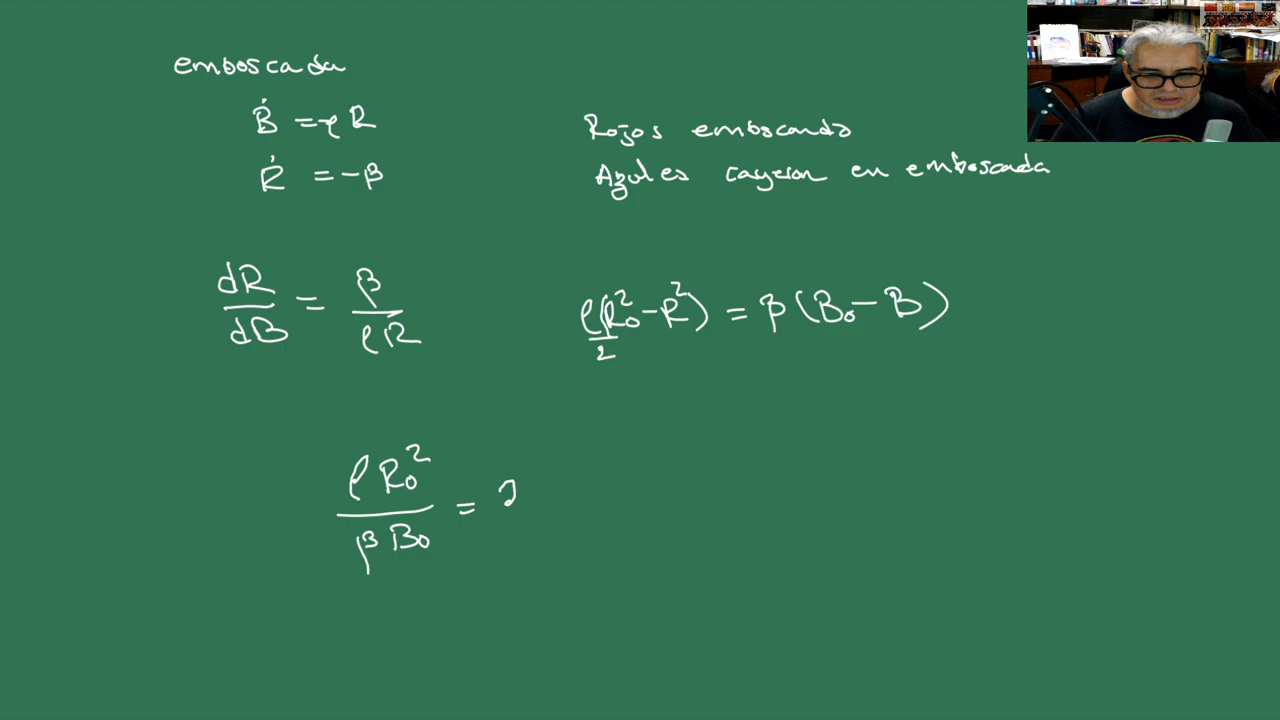 emboscada
Ḃ = ρR
Rojos emboscando
Ṙ = -β
Azules cayeron en emboscada
dR/dB = β/ρR
ρ/2(R₀² - R²) = β(B₀ - B)
ρR₀²/βB₀ = 2